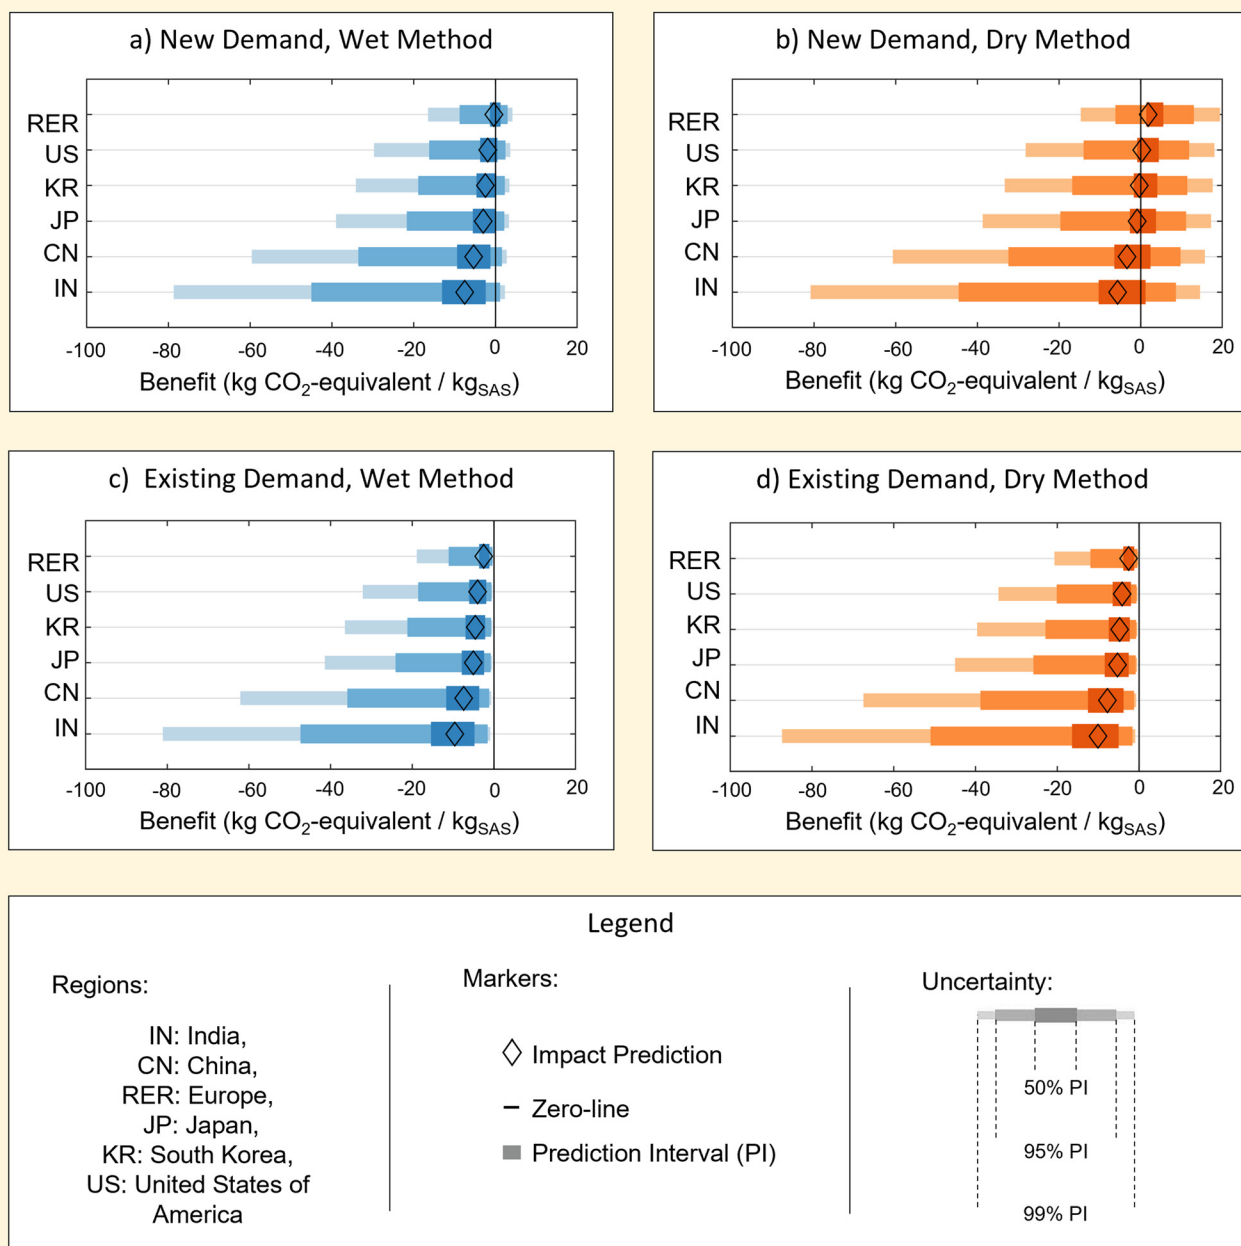 a) New Demand, Wet Method
RER
US
KR
JP
CN
IN
-100 -80 -60 -40 -20 0 20
Benefit (kg CO₂-equivalent / kg_SAS)
b) New Demand, Dry Method
RER
US
KR
JP
CN
IN
-100 -80 -60 -40 -20 0 20
Benefit (kg CO₂-equivalent / kg_SAS)
c) Existing Demand, Wet Method
RER
US
KR
JP
CN
IN
-100 -80 -60 -40 -20 0 20
Benefit (kg CO₂-equivalent / kg_SAS)
d) Existing Demand, Dry Method
RER
US
KR
JP
CN
IN
-100 -80 -60 -40 -20 0 20
Benefit (kg CO₂-equivalent / kg_SAS)
Legend
Regions:
IN: India,
CN: China,
RER: Europe,
JP: Japan,
KR: South Korea,
US: United States of
America
Markers:
Impact Prediction
Zero-line
Prediction Interval (PI)
Uncertainty:
50% PI
95% PI
99% PI